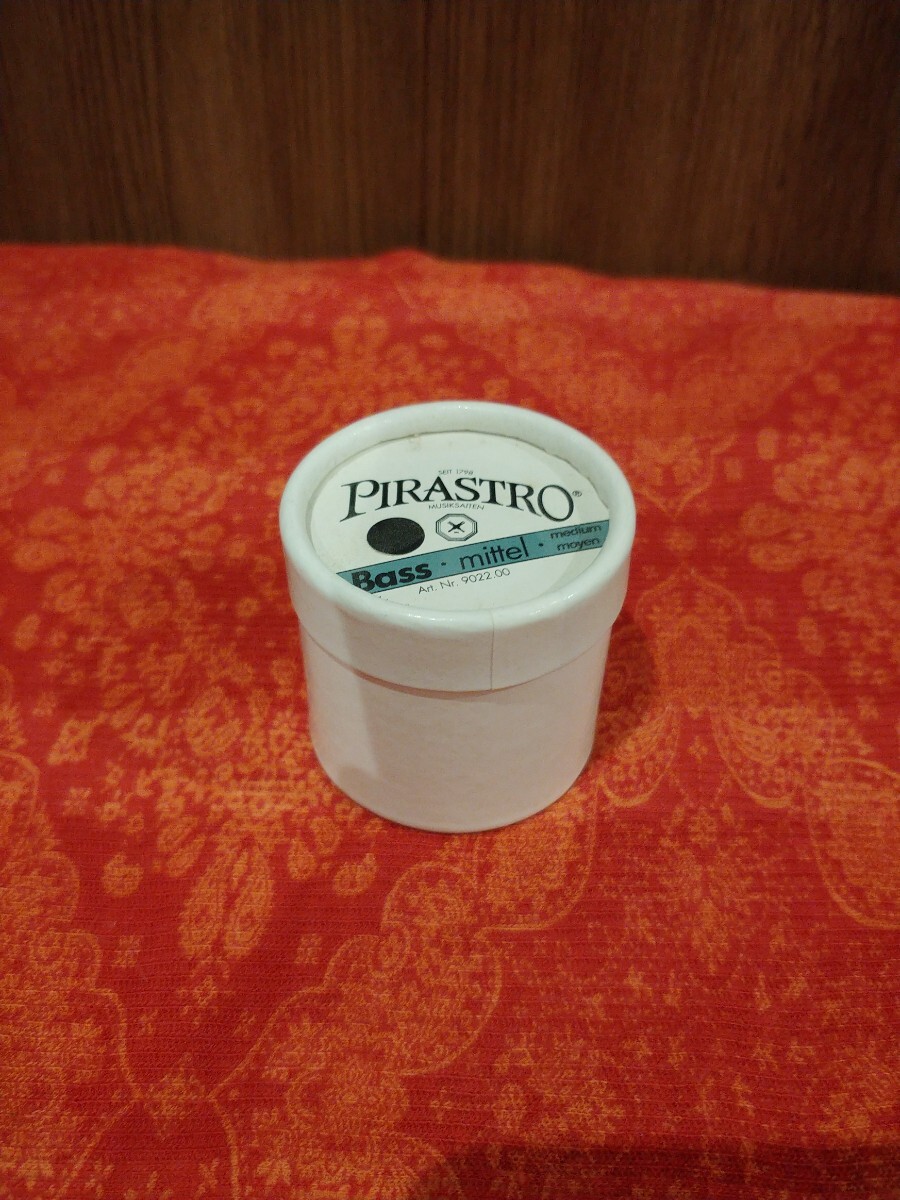 SEIT 1798
PIRASTRO®
MUSIKSAITEN
Bass · mittel · medium
moyen
Art. Nr. 9022.00